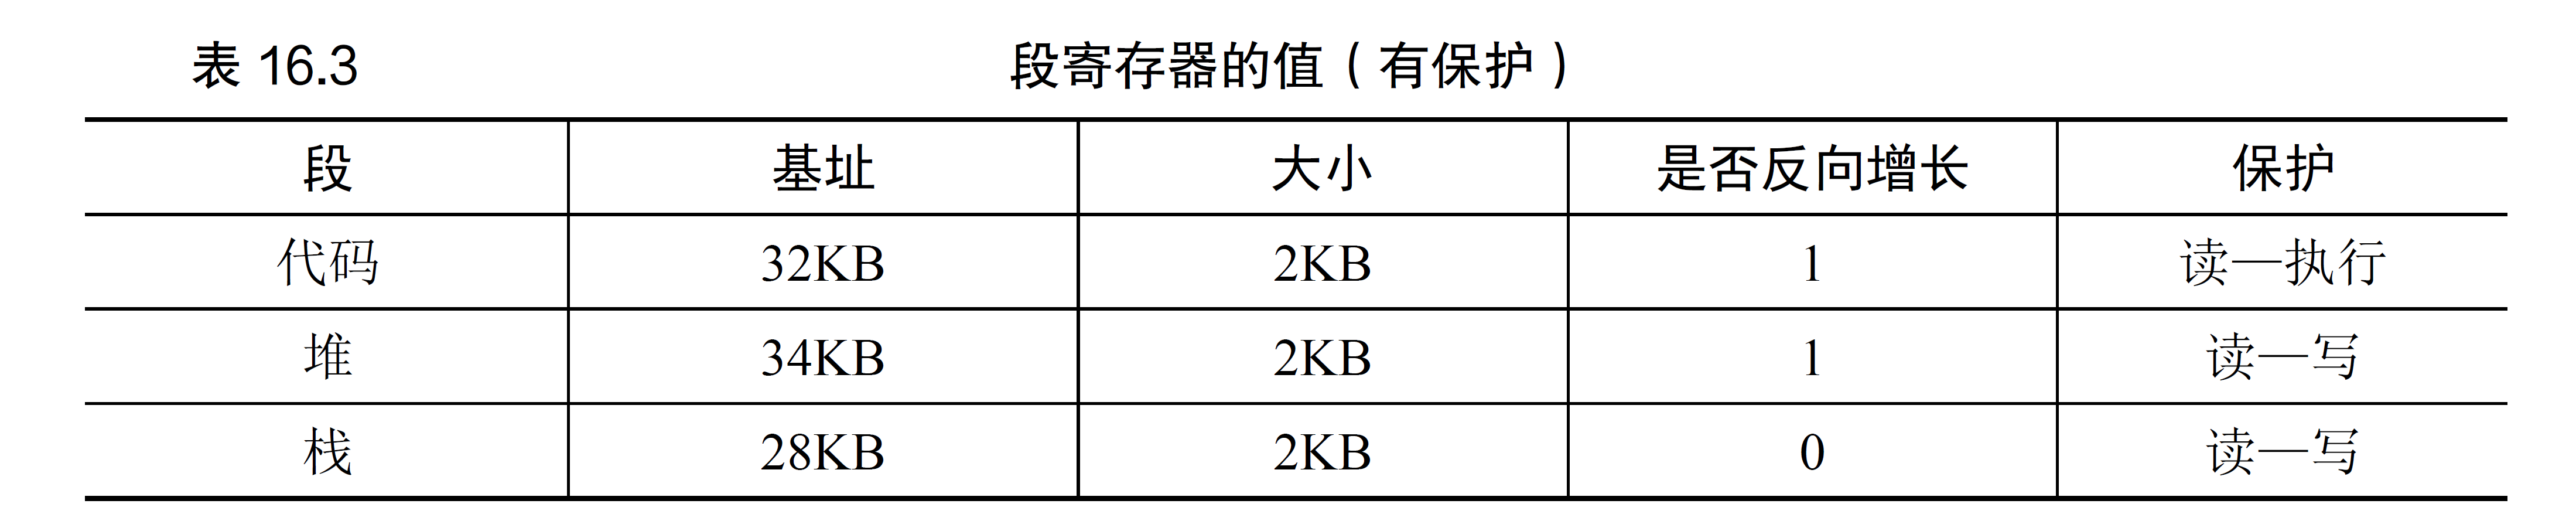 表 16.3 段寄存器的值（有保护）
段 基址 大小 是否反向增长 保护
代码 32KB 2KB 1 读—执行
堆 34KB 2KB 1 读—写
栈 28KB 2KB 0 读—写